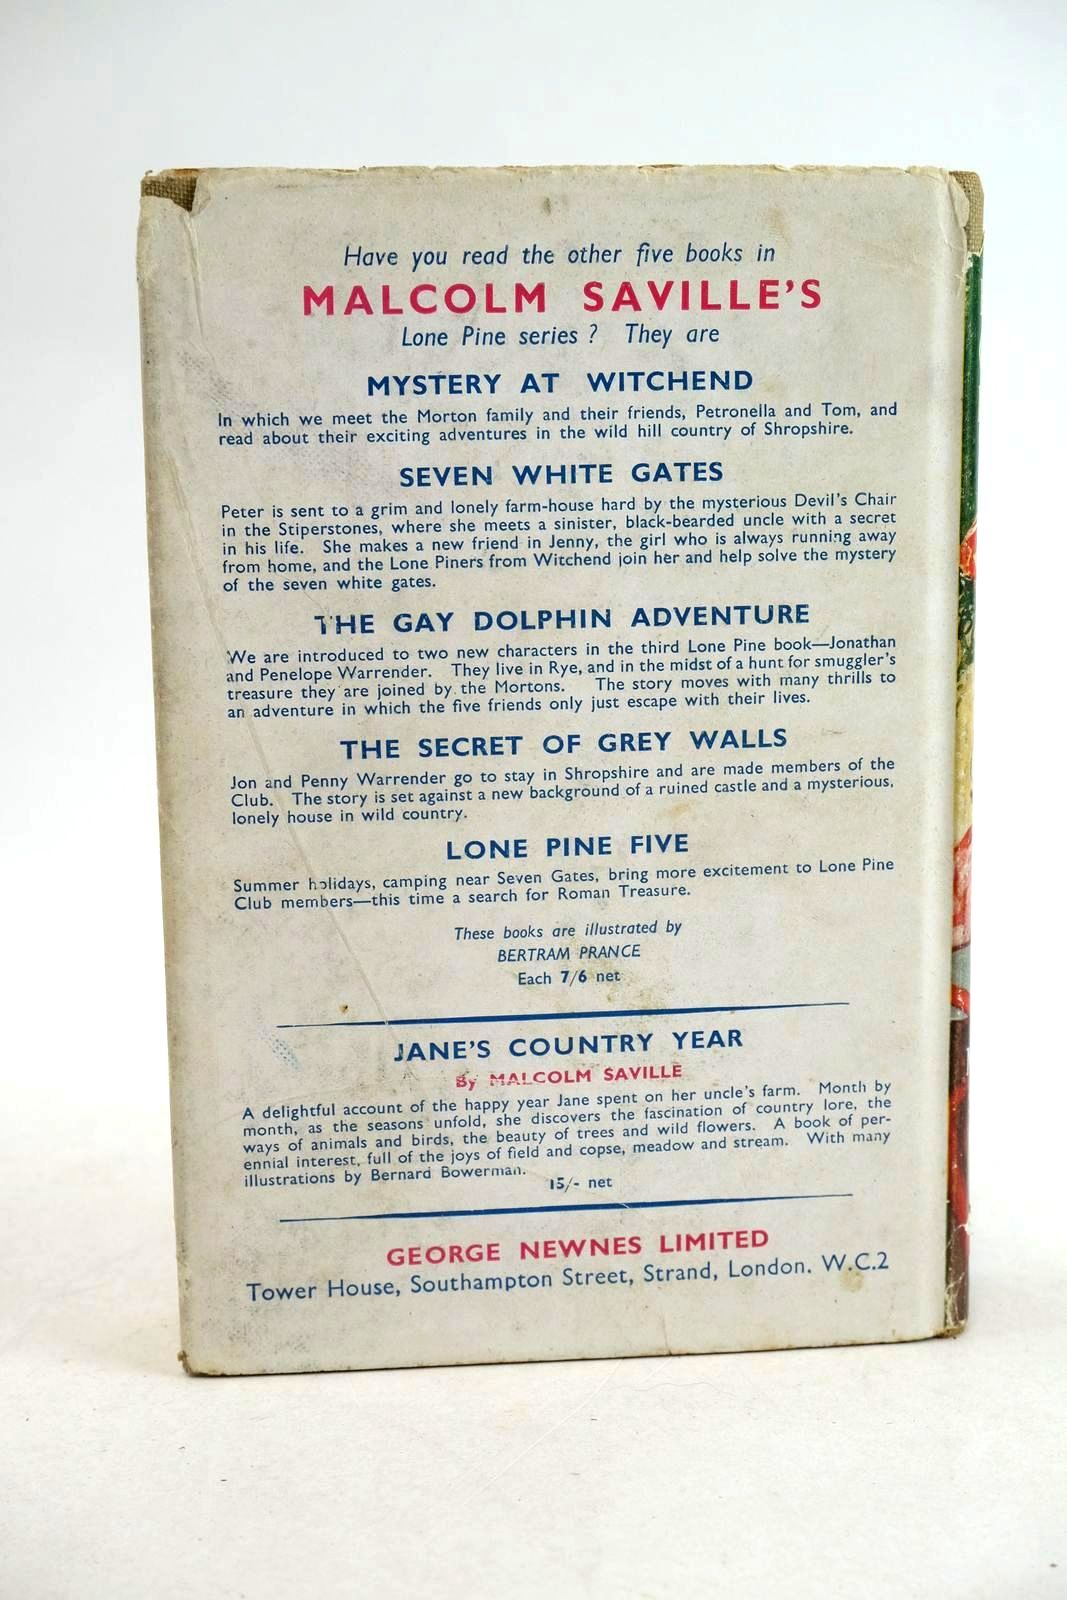 Have you read the other five books in
MALCOLM SAVILLE'S
Lone Pine series? They are
MYSTERY AT WITCHEND
In which we meet the Morton family and their friends, Petronella and Tom, and
read about their exciting adventures in the wild hill country of Shropshire.
SEVEN WHITE GATES
Peter is sent to a grim and lonely farm-house hard by the mysterious Devil's Chair
in the Stiperstones, where she meets a sinister, black-bearded uncle with a secret
in his life. She makes a new friend in Jenny, the girl who is always running away
from home, and the Lone Piners from Witchend join her and help solve the mystery
of the seven white gates.
THE GAY DOLPHIN ADVENTURE
We are introduced to two new characters in the third Lone Pine book—Jonathan
and Penelope Warrender. They live in Rye, and in the midst of a hunt for smuggler's
treasure they are joined by the Mortons. The story moves with many thrills to
an adventure in which the five friends only just escape with their lives.
THE SECRET OF GREY WALLS
Jon and Penny Warrender go to stay in Shropshire and are made members of the
Club. The story is set against a new background of a ruined castle and a mysterious,
lonely house in wild country.
LONE PINE FIVE
Summer holidays, camping near Seven Gates, bring more excitement to Lone Pine
Club members—this time a search for Roman Treasure.
These books are illustrated by
BERTRAM PRANCE
Each 7/6 net
JANE'S COUNTRY YEAR
By MALCOLM SAVILLE
A delightful account of the happy year Jane spent on her uncle's farm. Month by
month, as the seasons unfold, she discovers the fascination of country lore, the
ways of animals and birds, the beauty of trees and wild flowers. A book of per-
ennial interest, full of the joys of field and copse, meadow and stream. With many
illustrations by Bernard Bowerman.
15/- net
GEORGE NEWNES LIMITED
Tower House, Southampton Street, Strand, London. W.C.2